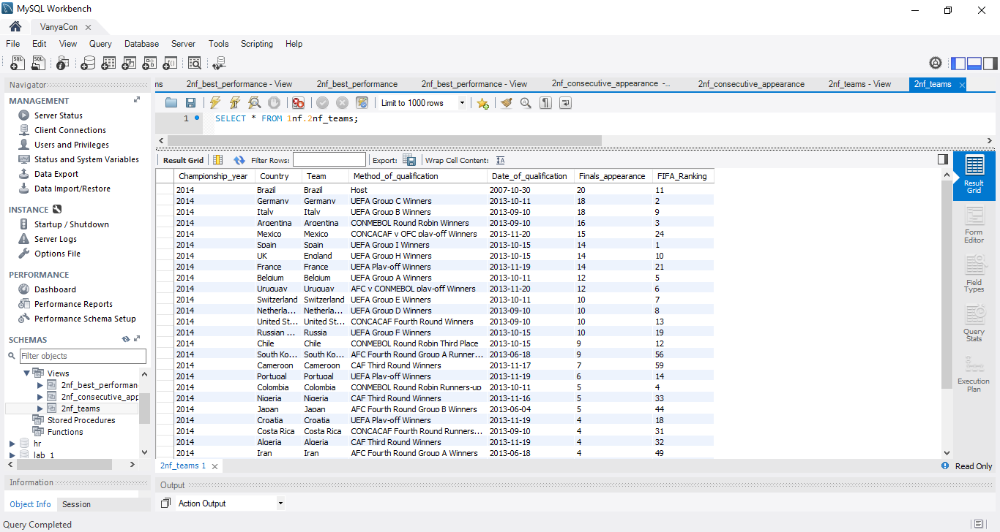 MySQL Workbench
VanyaCon
File Edit View Query Database Server Tools Scripting Help
Navigator
MANAGEMENT
Server Status
Client Connections
Users and Privileges
Status and System Variables
Data Export
Data Import/Restore
INSTANCE
Startup / Shutdown
Server Logs
Options File
PERFORMANCE
Dashboard
Performance Reports
Performance Schema Setup
SCHEMAS
Filter objects
Views
2nf_best_performan
2nf_consecutive_app
2nf_teams
Stored Procedures
Functions
hr
lab_1
Information
Object Info Session
Query Completed
ns 2nf_best_performance - View 2nf_best_performance 2nf_best_performance - View 2nf_consecutive_appearance -... 2nf_consecutive_appearance 2nf_teams - View 2nf_teams
Limit to 1000 rows
1 SELECT * FROM 1nf.2nf_teams;
Result Grid Filter Rows: Export: Wrap Cell Content:
Championship_year Country Team Method_of_qualification Date_of_qualification Finals_appearance FIFA_Ranking
2014 Brazil Brazil Host 2007-10-30 20 11
2014 Germany Germany UEFA Group C Winners 2013-10-11 18 2
2014 Italy Italy UEFA Group B Winners 2013-09-10 18 9
2014 Argentina Argentina CONMEBOL Round Robin Winners 2013-09-10 16 3
2014 Mexico Mexico CONCACAF v OFC play-off Winners 2013-11-20 15 24
2014 Spain Spain UEFA Group I Winners 2013-10-15 14 1
2014 UK England UEFA Group H Winners 2013-10-15 14 10
2014 France France UEFA Play-off Winners 2013-11-19 14 21
2014 Belgium Belgium UEFA Group A Winners 2013-10-11 12 5
2014 Uruguay Uruguay AFC v CONMEBOL play-off Winners 2013-11-20 12 6
2014 Switzerland Switzerland UEFA Group E Winners 2013-10-11 10 7
2014 Netherla... Netherla... UEFA Group D Winners 2013-09-10 10 8
2014 United St... United St... CONCACAF Fourth Round Winners 2013-09-10 10 13
2014 Russian ... Russia UEFA Group F Winners 2013-10-15 10 19
2014 Chile Chile CONMEBOL Round Robin Third Place 2013-10-15 9 12
2014 South Ko... South Ko... AFC Fourth Round Group A Runner... 2013-06-18 9 56
2014 Cameroon Cameroon CAF Third Round Winners 2013-11-17 7 59
2014 Portugal Portugal UEFA Play-off Winners 2013-11-19 6 14
2014 Colombia Colombia CONMEBOL Round Robin Runners-up 2013-10-11 5 4
2014 Nigeria Nigeria CAF Third Round Winners 2013-11-16 5 33
2014 Japan Japan AFC Fourth Round Group B Winners 2013-06-04 5 44
2014 Croatia Croatia UEFA Play-off Winners 2013-11-19 4 18
2014 Costa Rica Costa Rica CONCACAF Fourth Round Runners... 2013-09-10 4 31
2014 Algeria Algeria CAF Third Round Winners 2013-11-19 4 32
2014 Iran Iran AFC Fourth Round Group A Winners 2013-06-18 4 49
Result
Grid
Form
Editor
Field
Types
Query
Stats
Execution
Plan
2nf_teams 1
Read Only
Output
Action Output